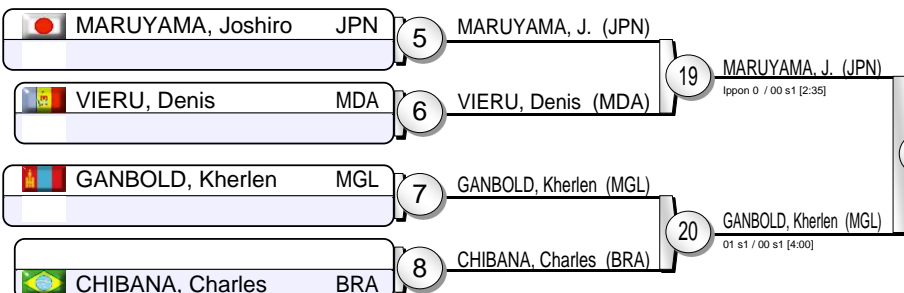 MARUYAMA, Joshiro JPN
5
MARUYAMA, J. (JPN)
19
MARUYAMA, J. (JPN)
Ippon 0 / 00 s1 [2:35]
VIERU, Denis MDA
6
VIERU, Denis (MDA)
GANBOLD, Kherlen MGL
7
GANBOLD, Kherlen (MGL)
20
GANBOLD, Kherlen (MGL)
01 s1 / 00 s1 [4:00]
CHIBANA, Charles BRA
8
CHIBANA, Charles (BRA)